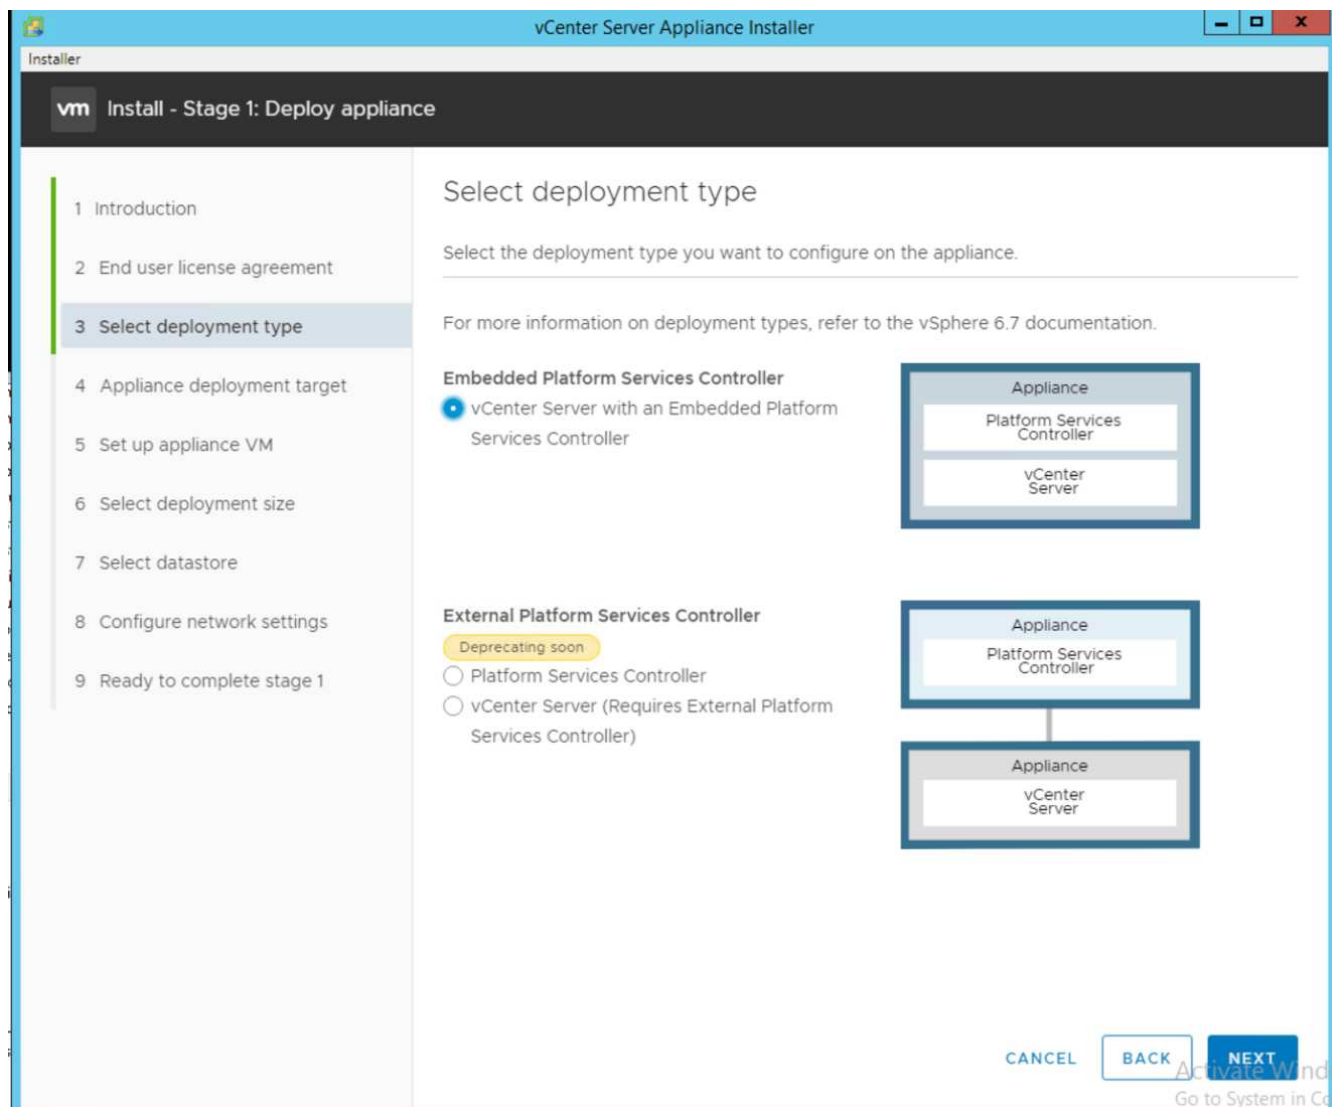 vCenter Server Appliance Installer
Installer
vm Install - Stage 1: Deploy appliance
1 Introduction
2 End user license agreement
3 Select deployment type
4 Appliance deployment target
5 Set up appliance VM
6 Select deployment size
7 Select datastore
8 Configure network settings
9 Ready to complete stage 1
Select deployment type
Select the deployment type you want to configure on the appliance.
For more information on deployment types, refer to the vSphere 6.7 documentation.
Embedded Platform Services Controller
vCenter Server with an Embedded Platform
Services Controller
Appliance
Platform Services
Controller
vCenter
Server
External Platform Services Controller
Deprecating soon
Platform Services Controller
vCenter Server (Requires External Platform
Services Controller)
Appliance
Platform Services
Controller
Appliance
vCenter
Server
CANCEL
BACK
NEXT
Activate Wind
Go to System in Co